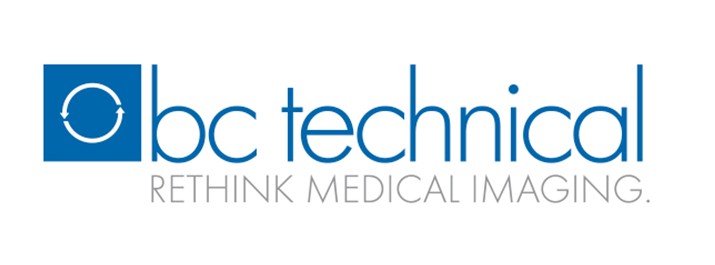 bc technical
RETHINK MEDICAL IMAGING.